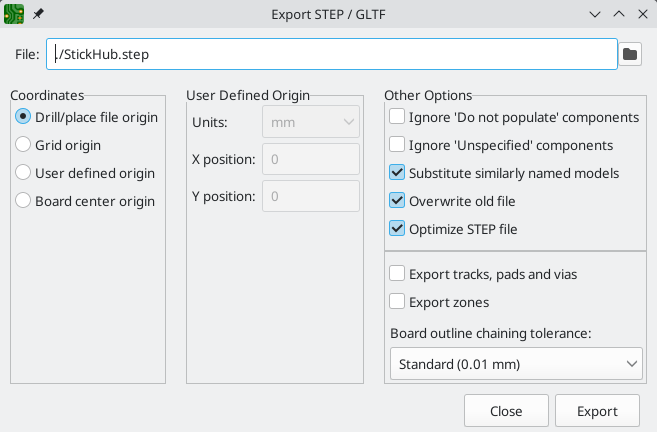 Export STEP / GLTF
File: ./StickHub.step
Coordinates
Drill/place file origin
Grid origin
User defined origin
Board center origin
User Defined Origin
Units: mm
X position: 0
Y position: 0
Other Options
Ignore 'Do not populate' components
Ignore 'Unspecified' components
Substitute similarly named models
Overwrite old file
Optimize STEP file
Export tracks, pads and vias
Export zones
Board outline chaining tolerance:
Standard (0.01 mm)
Close
Export